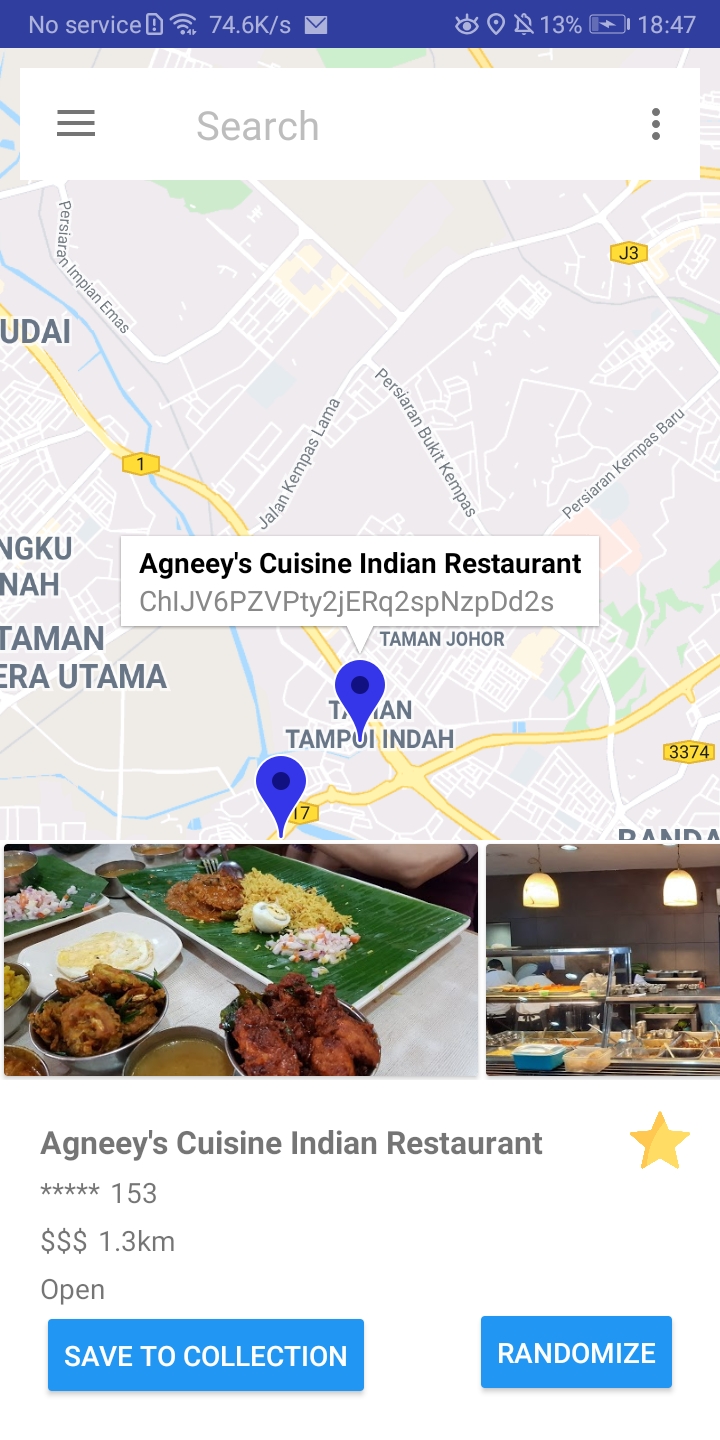 No service 74.6K/s 13% 18:47
Search
Persiaran Impian Emas
J3
UDAI
Jalan Kempas Lama
Persiaran Bukit Kempas
Persiaran Kempas Baru
1
NGKU
NAH
Agneey's Cuisine Indian Restaurant
ChIJV6PZVPty2jERq2spNzpDd2s
TAMAN
ERA UTAMA
TAMAN JOHOR
TAMAN
TAMPOI INDAH
3374
17
BANDA
Agneey's Cuisine Indian Restaurant
***** 153
$$$ 1.3km
Open
SAVE TO COLLECTION
RANDOMIZE